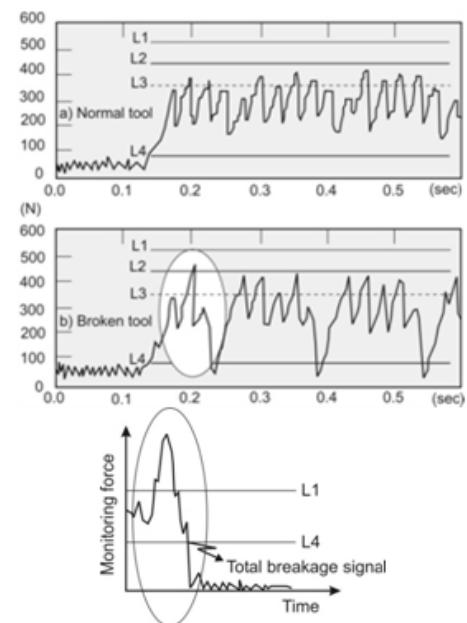 600
500
400
300
200
100
0
L1
L2
L3
a) Normal tool
L4
0.0 0.1 0.2 0.3 0.4 0.5 (sec)
(N)
600
500
400
300
200
100
0
L1
L2
L3
b) Broken tool
L4
0.0 0.1 0.2 0.3 0.4 0.5 (sec)
Monitoring force
L1
L4
Total breakage signal
Time